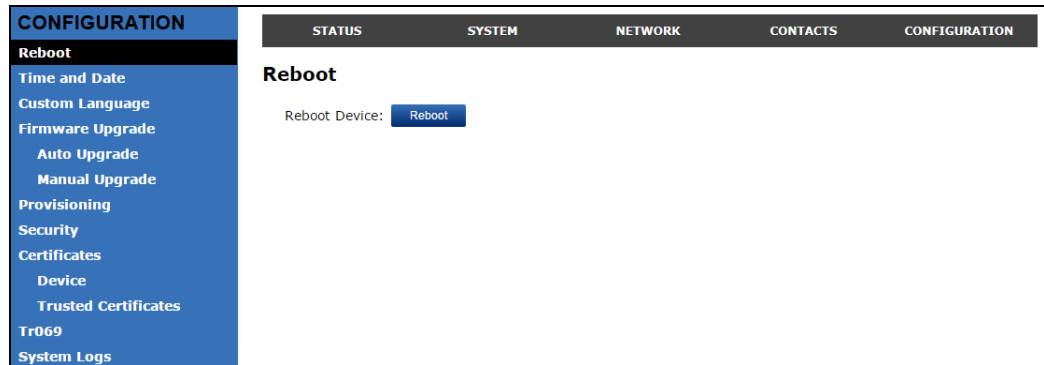 CONFIGURATION
Reboot
Time and Date
Custom Language
Firmware Upgrade
Auto Upgrade
Manual Upgrade
Provisioning
Security
Certificates
Device
Trusted Certificates
Tr069
System Logs
STATUS SYSTEM NETWORK CONTACTS CONFIGURATION
Reboot
Reboot Device: Reboot